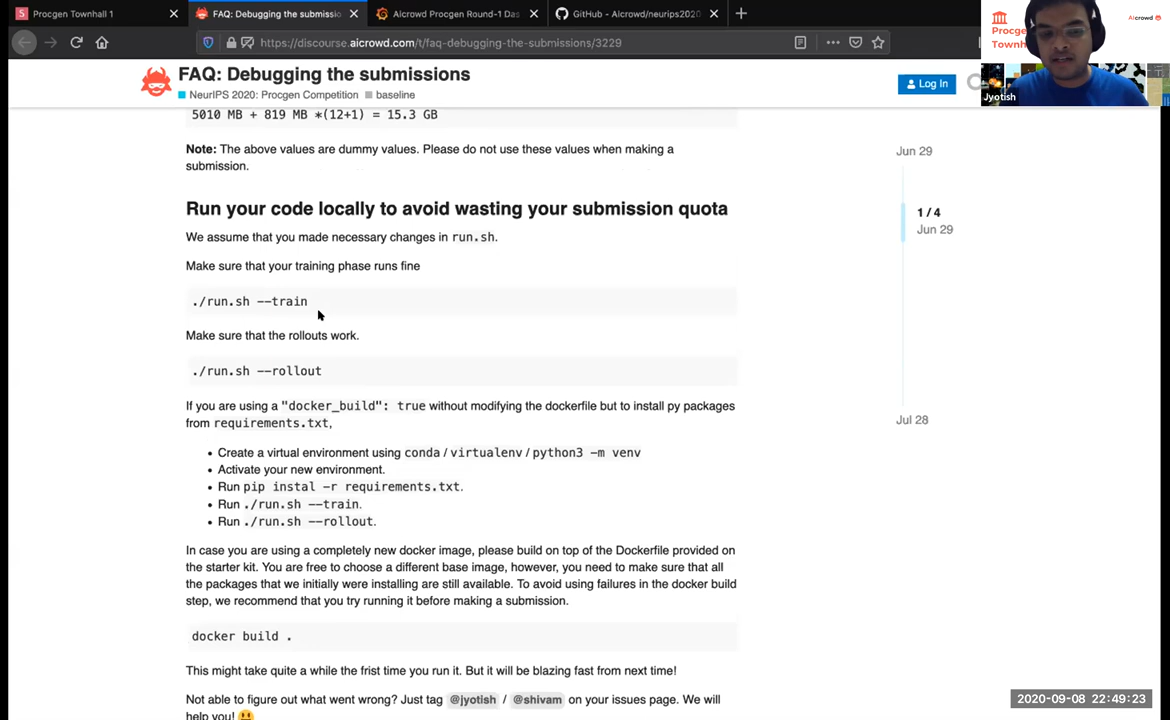 Procgen Townhall 1
FAQ: Debugging the submissio
AIcrowd Procgen Round-1 Das
GitHub - AIcrowd/neurips2020
https://discourse.aicrowd.com/t/faq-debugging-the-submissions/3229
Procge
Townh
AIcrowd
Jyotish
FAQ: Debugging the submissions
NeurIPS 2020: Procgen Competition
baseline
Log In
5010 MB + 819 MB *(12+1) = 15.3 GB
Note: The above values are dummy values. Please do not use these values when making a
submission.
Run your code locally to avoid wasting your submission quota
We assume that you made necessary changes in run.sh.
Make sure that your training phase runs fine
./run.sh --train
Make sure that the rollouts work.
./run.sh --rollout
If you are using a "docker_build": true without modifying the dockerfile but to install py packages
from requirements.txt,
• Create a virtual environment using conda / virtualenv / python3 -m venv
• Activate your new environment.
• Run pip instal -r requirements.txt.
• Run ./run.sh --train.
• Run ./run.sh --rollout.
In case you are using a completely new docker image, please build on top of the Dockerfile provided on
the starter kit. You are free to choose a different base image, however, you need to make sure that all
the packages that we initially were installing are still available. To avoid using failures in the docker build
step, we recommend that you try running it before making a submission.
docker build .
This might take quite a while the frist time you run it. But it will be blazing fast from next time!
Not able to figure out what went wrong? Just tag @jyotish / @shivam on your issues page. We will
help you!
Jun 29
1 / 4
Jun 29
Jul 28
2020-09-08 22:49:23